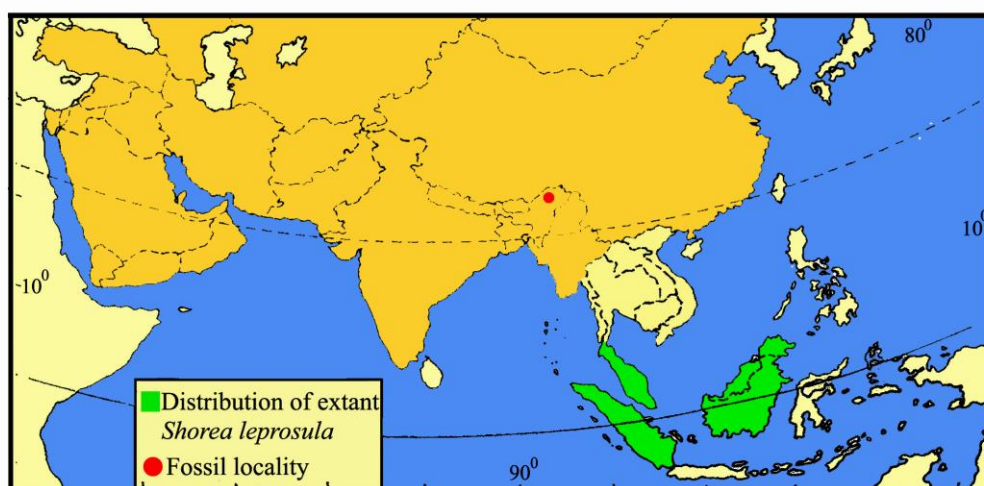 80⁰
10⁰
10⁰
Distribution of extant
Shorea leprosula
Fossil locality
90⁰